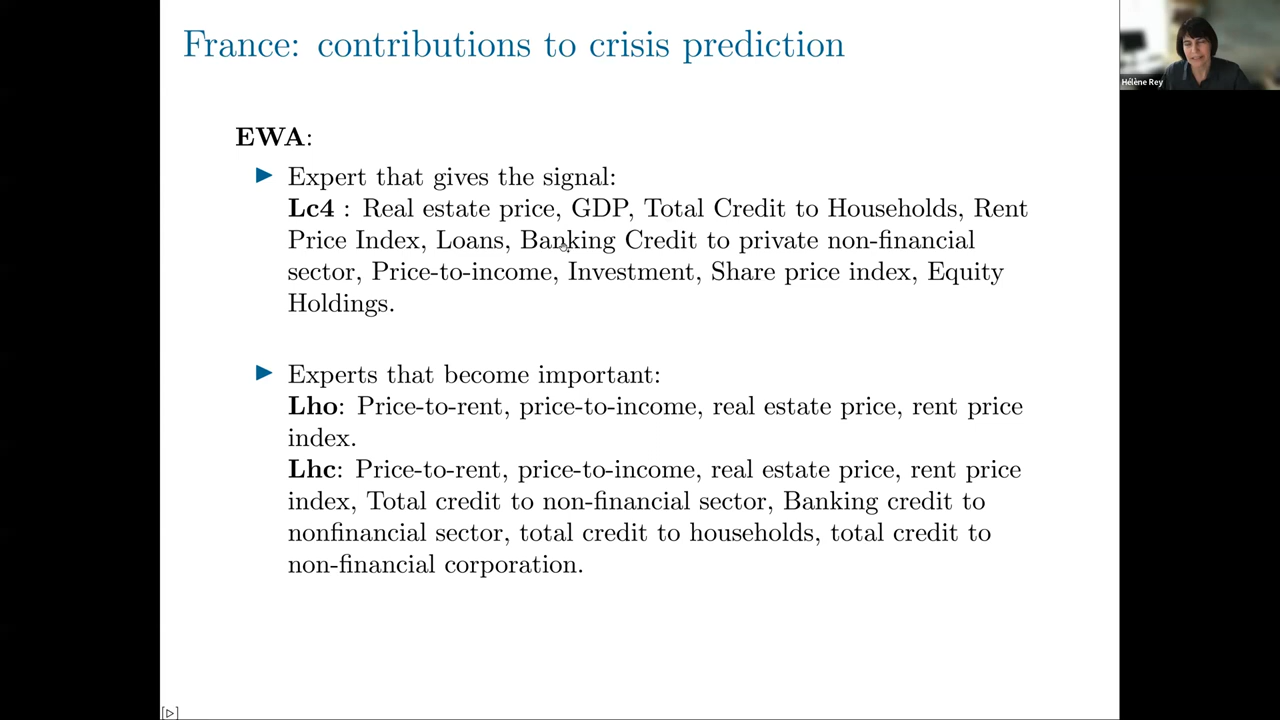 France: contributions to crisis prediction
Hélène Rey
EWA:
Expert that gives the signal:
Lc4 : Real estate price, GDP, Total Credit to Households, Rent
Price Index, Loans, Banking Credit to private non-financial
sector, Price-to-income, Investment, Share price index, Equity
Holdings.
Experts that become important:
Lho: Price-to-rent, price-to-income, real estate price, rent price
index.
Lhc: Price-to-rent, price-to-income, real estate price, rent price
index, Total credit to non-financial sector, Banking credit to
nonfinancial sector, total credit to households, total credit to
non-financial corporation.